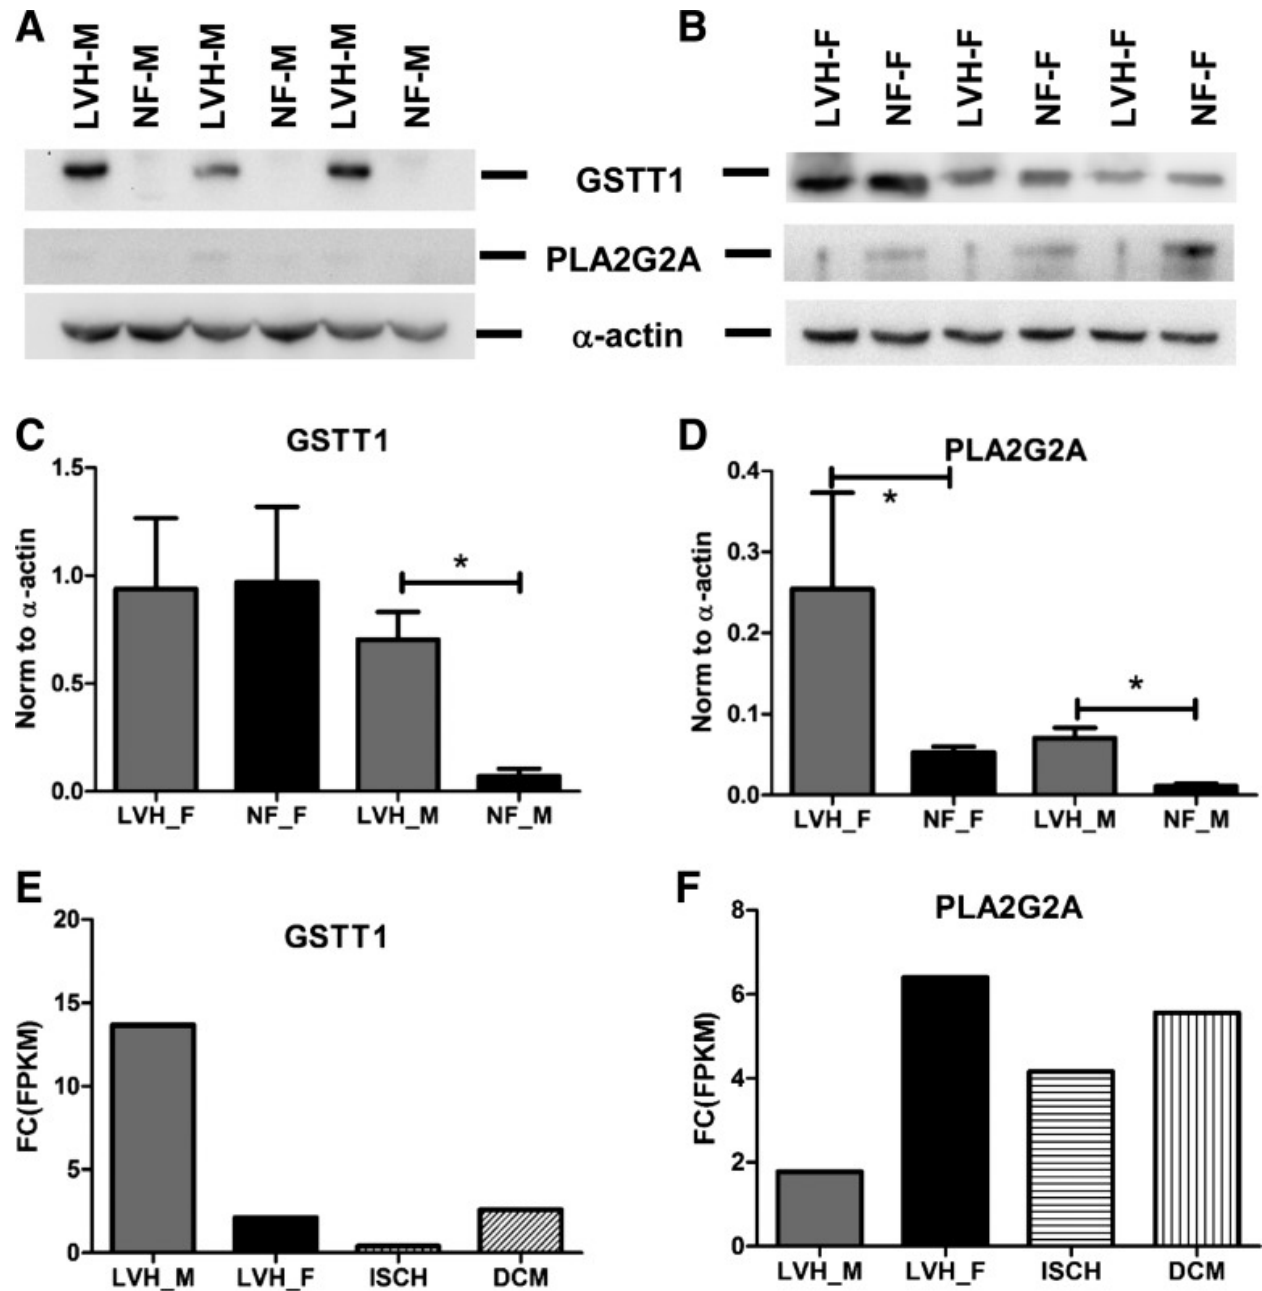 A
LVH-M NF-M LVH-M NF-M LVH-M NF-M
B
LVH-F NF-F LVH-F NF-F LVH-F NF-F
GSTT1
PLA2G2A
α-actin
C
GSTT1
Norm to α-actin
1.5
1.0
0.5
0.0
*
LVH_F NF_F LVH_M NF_M
D
PLA2G2A
Norm to α-actin
0.4
0.3
0.2
0.1
0.0
*
*
LVH_F NF_F LVH_M NF_M
E
GSTT1
FC(FPKM)
20
15
10
5
0
LVH_M LVH_F ISCH DCM
F
PLA2G2A
FC(FPKM)
8
6
4
2
0
LVH_M LVH_F ISCH DCM